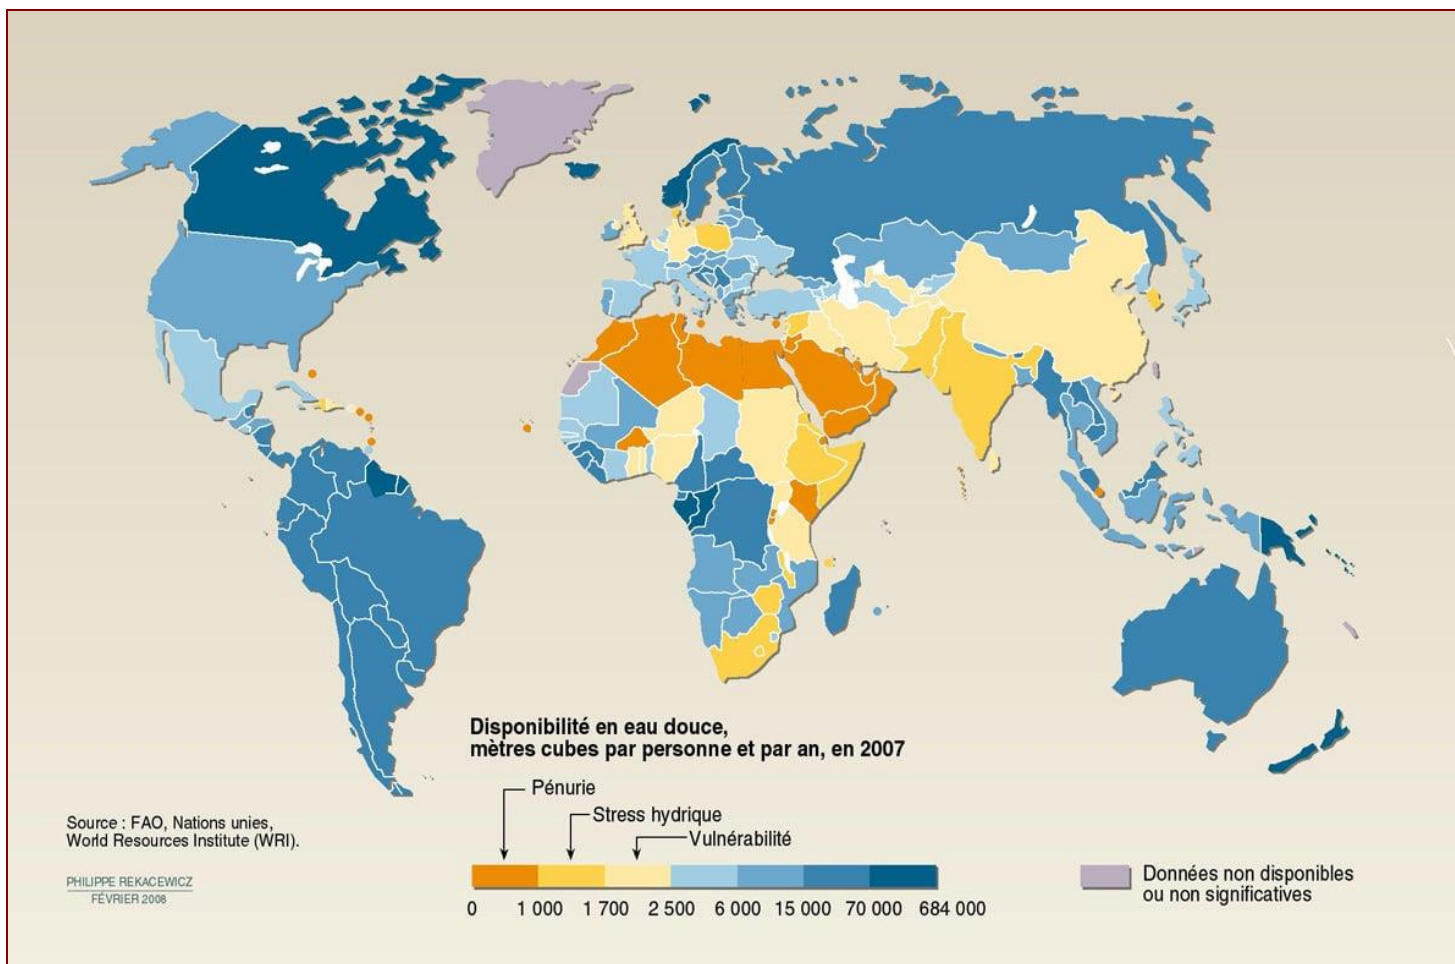 Disponibilité en eau douce,
mètres cubes par personne et par an, en 2007
Pénurie
Stress hydrique
Vulnérabilité
0 1 000 1 700 2 500 6 000 15 000 70 000 684 000
Données non disponibles
ou non significatives
Source : FAO, Nations unies,
World Resources Institute (WRI).
PHILIPPE REKACEWICZ
FÉVRIER 2008